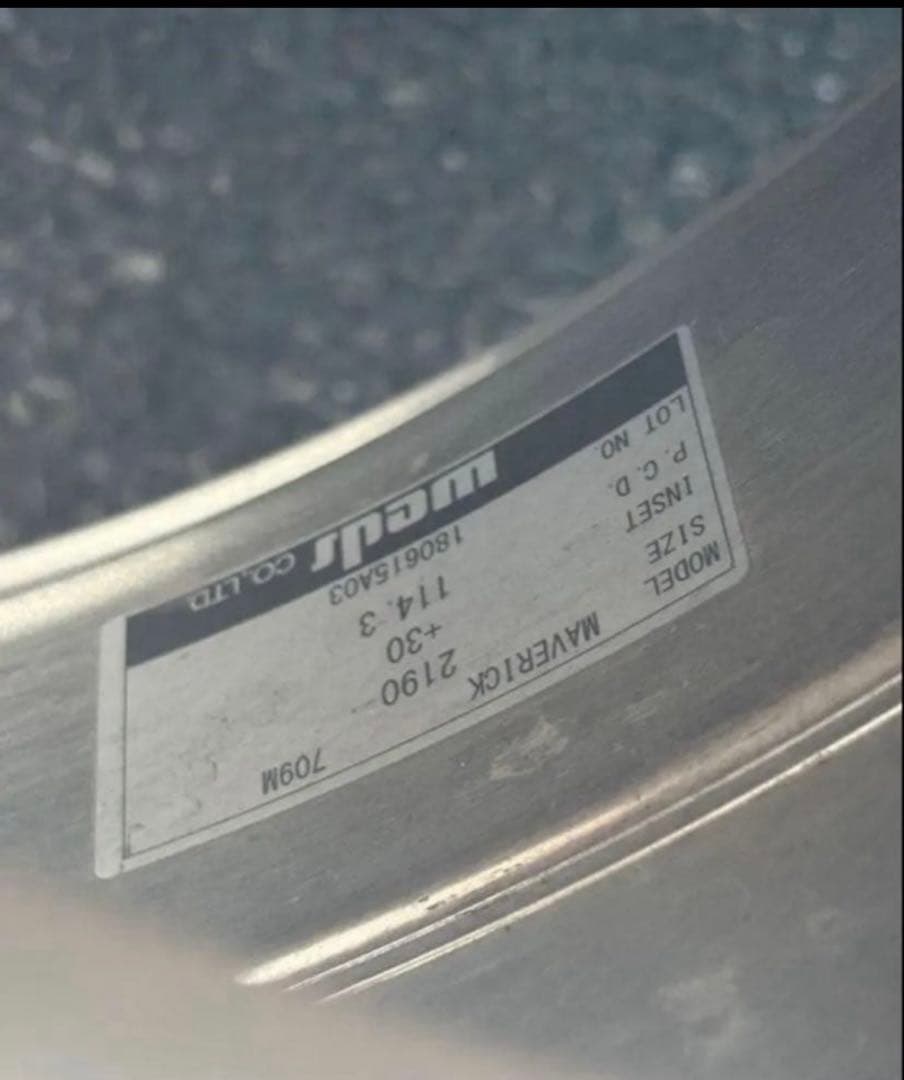 MODEL MAVERICK 709M
SIZE 2190
INSET +30
P.C.D. 114.3
LOT NO. 180615A03
weds CO.,LTD.